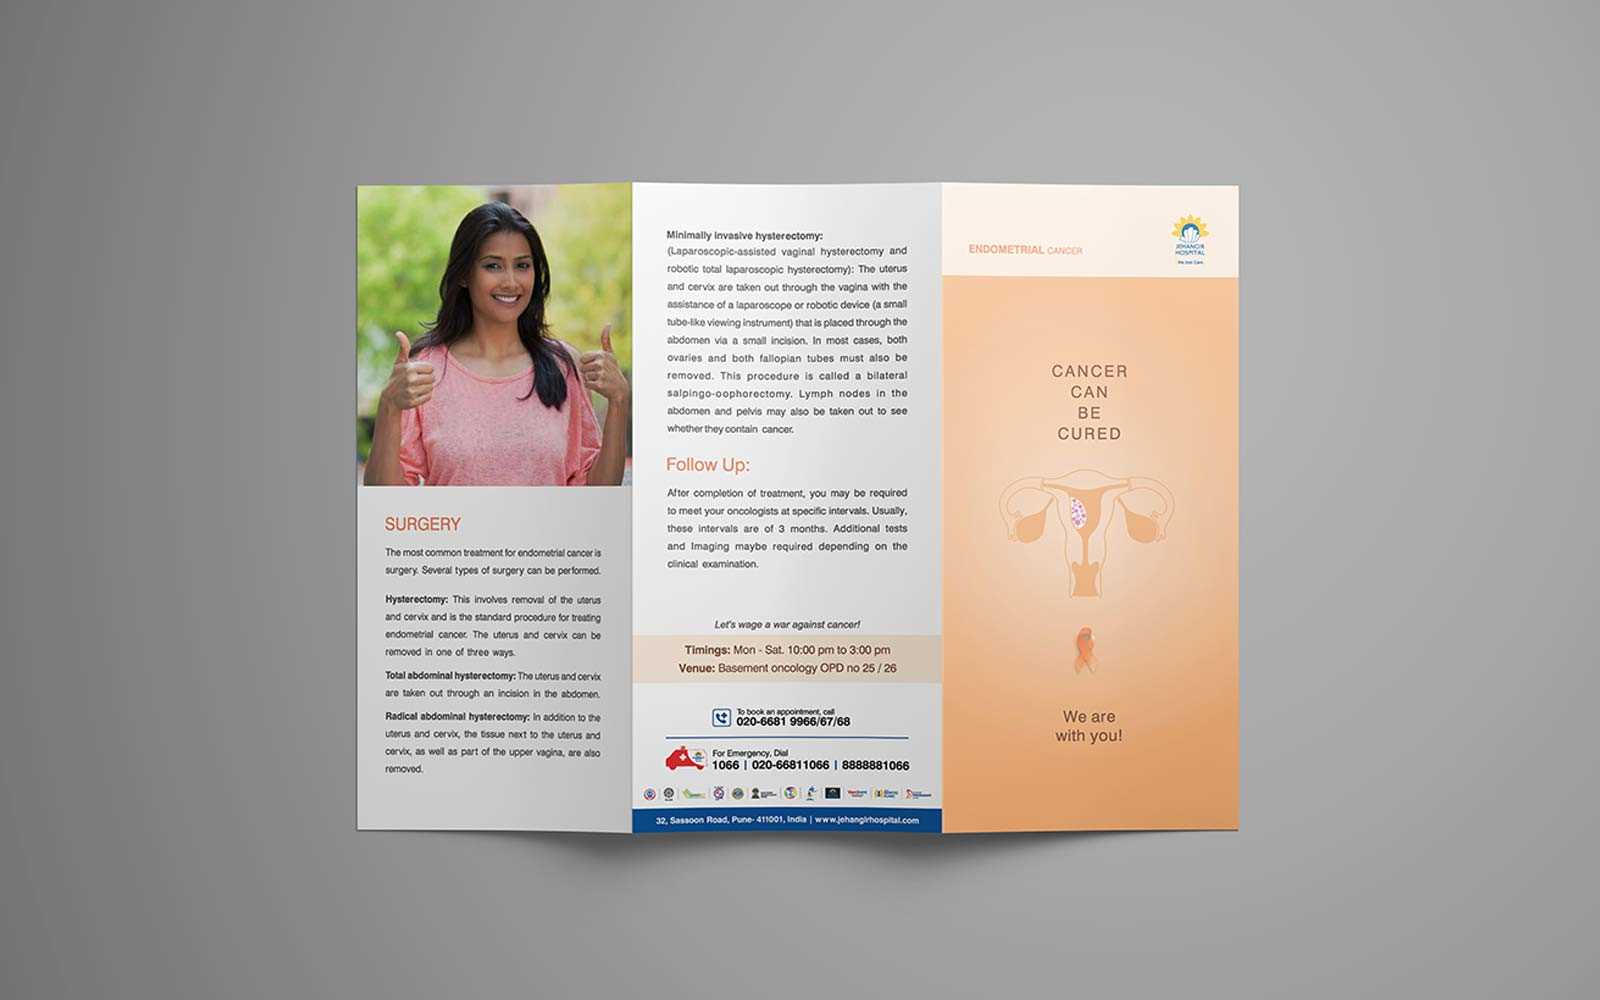 SURGERY
The most common treatment for endometrial cancer is
surgery. Several types of surgery can be performed.
Hysterectomy: This involves removal of the uterus
and cervix and is the standard procedure for treating
endometrial cancer. The uterus and cervix can be
removed in one of three ways.
Total abdominal hysterectomy: The uterus and cervix
are taken out through an incision in the abdomen.
Radical abdominal hysterectomy: In addition to the
uterus and cervix, the tissue next to the uterus and
cervix, as well as part of the upper vagina, are also
removed.
Minimally invasive hysterectomy:
(Laparoscopic-assisted vaginal hysterectomy and
robotic total laparoscopic hysterectomy): The uterus
and cervix are taken out through the vagina with the
assistance of a laparoscope or robotic device (a small
tube-like viewing instrument) that is placed through the
abdomen via a small incision. In most cases, both
ovaries and both fallopian tubes must also be
removed. This procedure is called a bilateral
salpingo-oophorectomy. Lymph nodes in the
abdomen and pelvis may also be taken out to see
whether they contain cancer.
Follow Up:
After completion of treatment, you may be required
to meet your oncologists at specific intervals. Usually,
these intervals are of 3 months. Additional tests
and Imaging maybe required depending on the
clinical examination.
Let's wage a war against cancer!
Timings: Mon - Sat. 10:00 pm to 3:00 pm
Venue: Basement oncology OPD no 25 / 26
To book an appointment, call
020-6681 9966/67/68
For Emergency, Dial
1066 | 020-66811066 | 8888881066
32, Sassoon Road, Pune- 411001, India | www.jehangirhospital.com
ENDOMETRIAL CANCER
JEHANGIR
HOSPITAL
We Just Care
CANCER
CAN
BE
CURED
We are
with you!